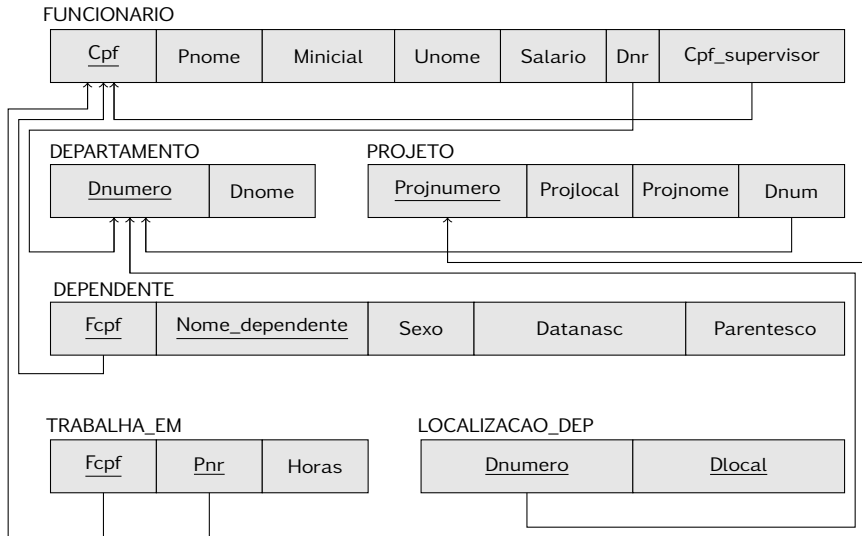 FUNCIONARIO
Cpf Pnome Minicial Unome Salario Dnr Cpf_supervisor
DEPARTAMENTO PROJETO
Dnumero Dnome Projnumero Projlocal Projnome Dnum
DEPENDENTE
Fcpf Nome_dependente Sexo Datanasc Parentesco
TRABALHA_EM LOCALIZACAO_DEP
Fcpf Pnr Horas Dnumero Dlocal